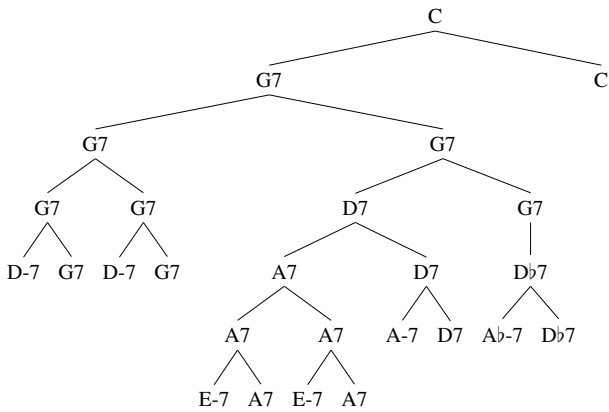 C
G7 C
G7 G7
G7 G7 D7 G7
D-7 G7 D-7 G7 A7 D7 D♭7
A7 A7 A-7 D7 A♭-7 D♭7
E-7 A7 E-7 A7